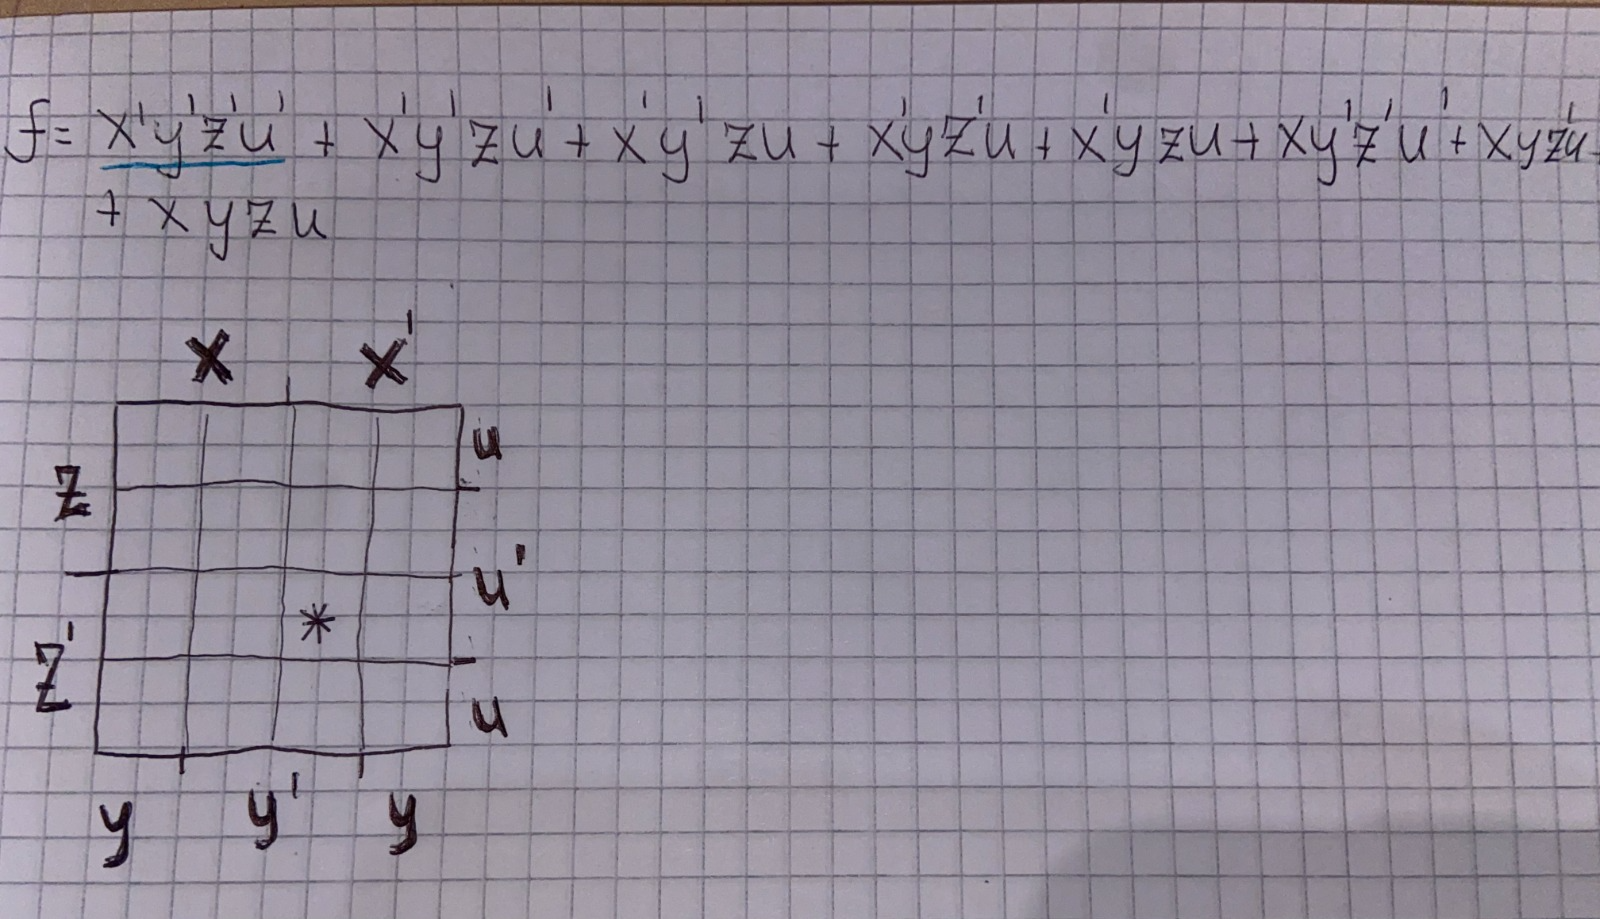 f= x'y'z'u' + x'y'zu' + x'y'zu + x'yz'u + x'yzu + xy'z'u' + xyz'u +
+ xyzu
x x'
u
z
u'
z'
u
y y' y